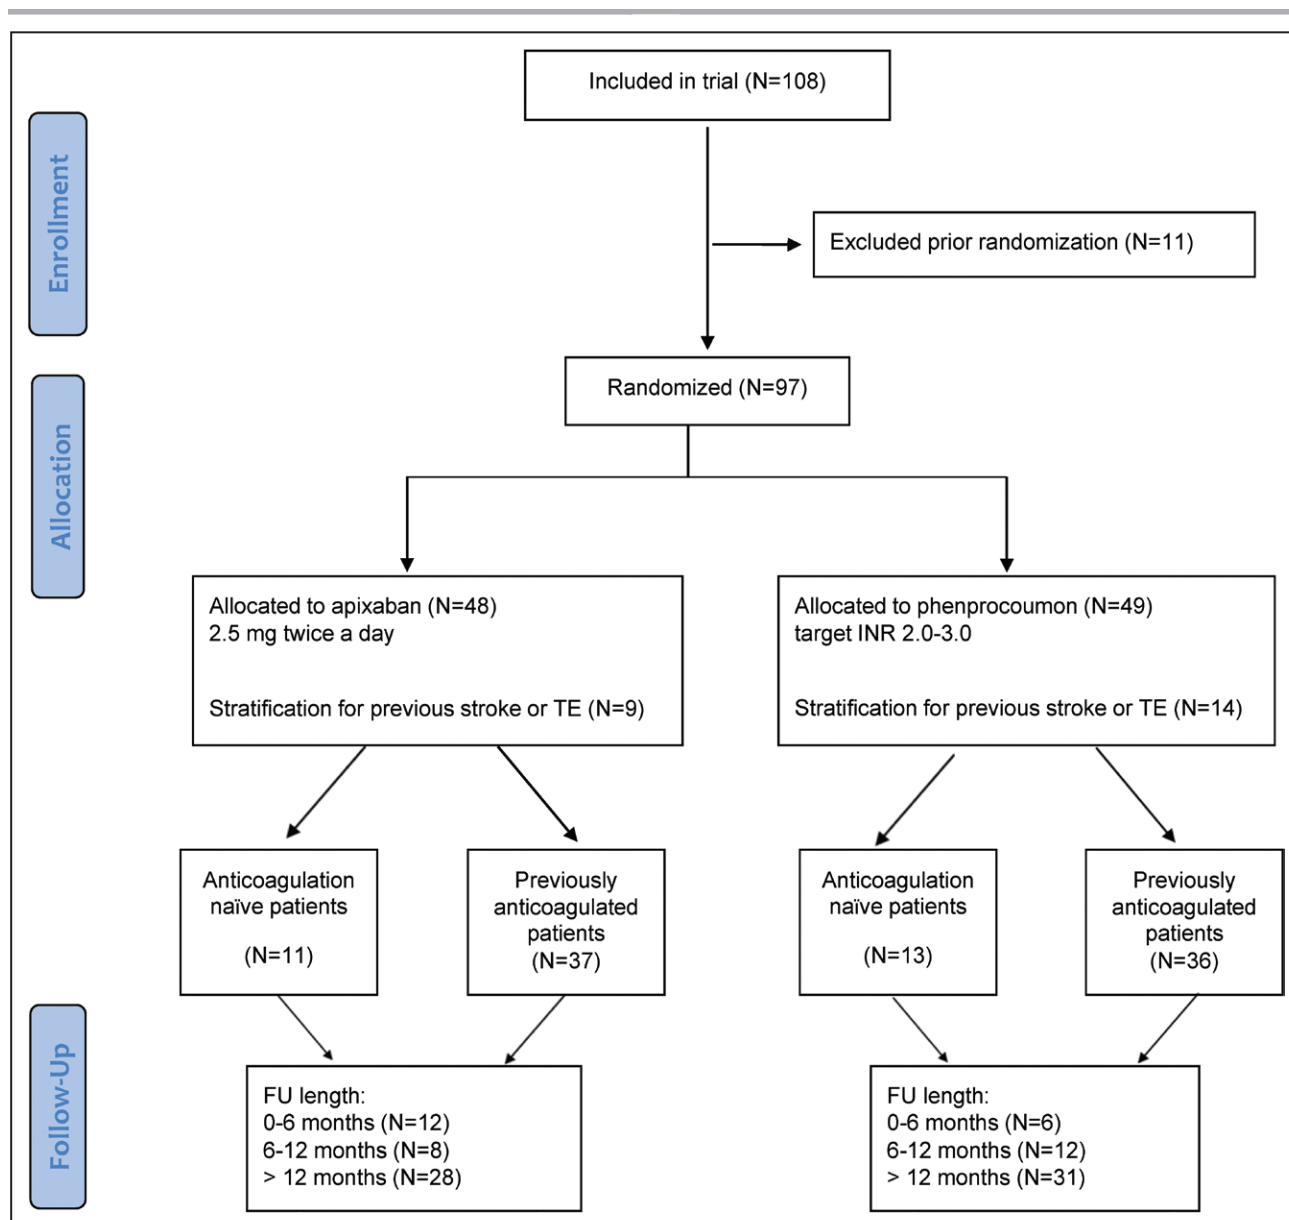 Included in trial (N=108)
Enrollment
Excluded prior randomization (N=11)
Randomized (N=97)
Allocation
Allocated to apixaban (N=48)
2.5 mg twice a day
Stratification for previous stroke or TE (N=9)
Allocated to phenprocoumon (N=49)
target INR 2.0-3.0
Stratification for previous stroke or TE (N=14)
Anticoagulation
naïve patients
(N=11)
Previously
anticoagulated
patients
(N=37)
Anticoagulation
naïve patients
(N=13)
Previously
anticoagulated
patients
(N=36)
Follow-Up
FU length:
0-6 months (N=12)
6-12 months (N=8)
> 12 months (N=28)
FU length:
0-6 months (N=6)
6-12 months (N=12)
> 12 months (N=31)